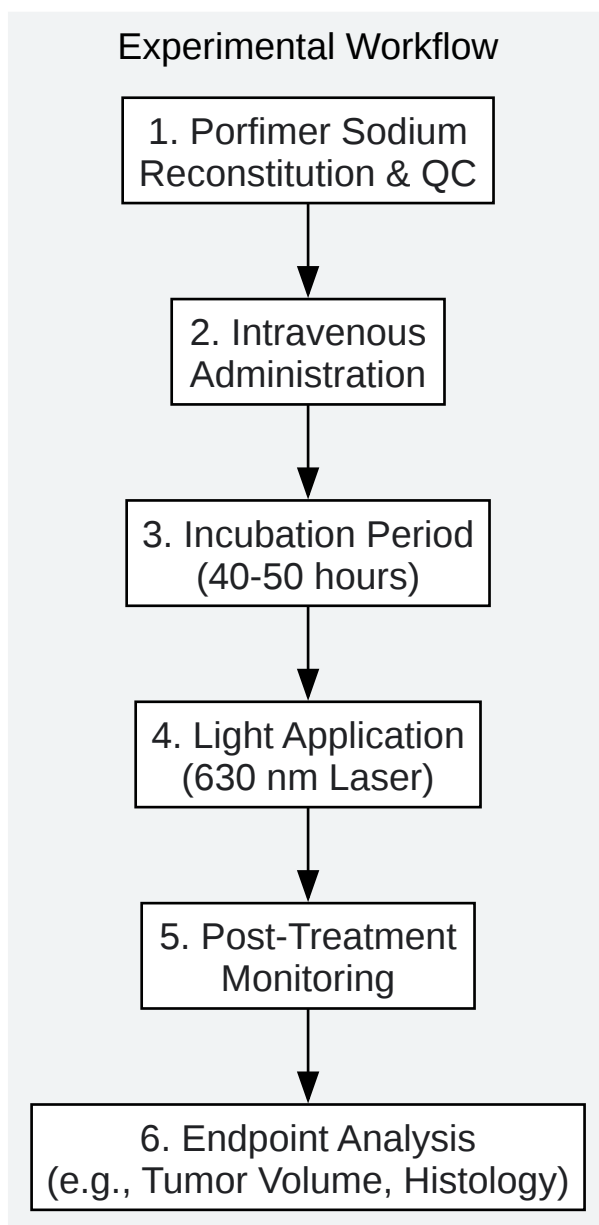 Experimental Workflow
1. Porfimer Sodium
Reconstitution & QC
2. Intravenous
Administration
3. Incubation Period
(40-50 hours)
4. Light Application
(630 nm Laser)
5. Post-Treatment
Monitoring
6. Endpoint Analysis
(e.g., Tumor Volume, Histology)